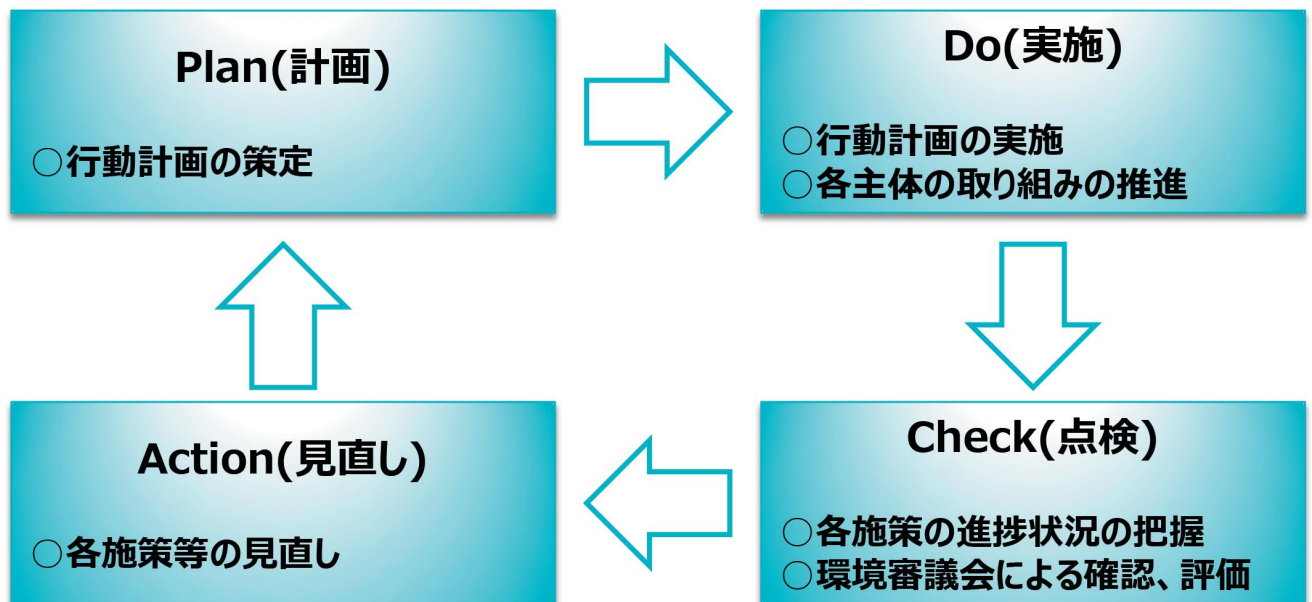 Plan(計画)
○行動計画の策定
Do(実施)
○行動計画の実施
○各主体の取り組みの推進
Action(見直し)
○各施策等の見直し
Check(点検)
○各施策の進捗状況の把握
○環境審議会による確認、評価